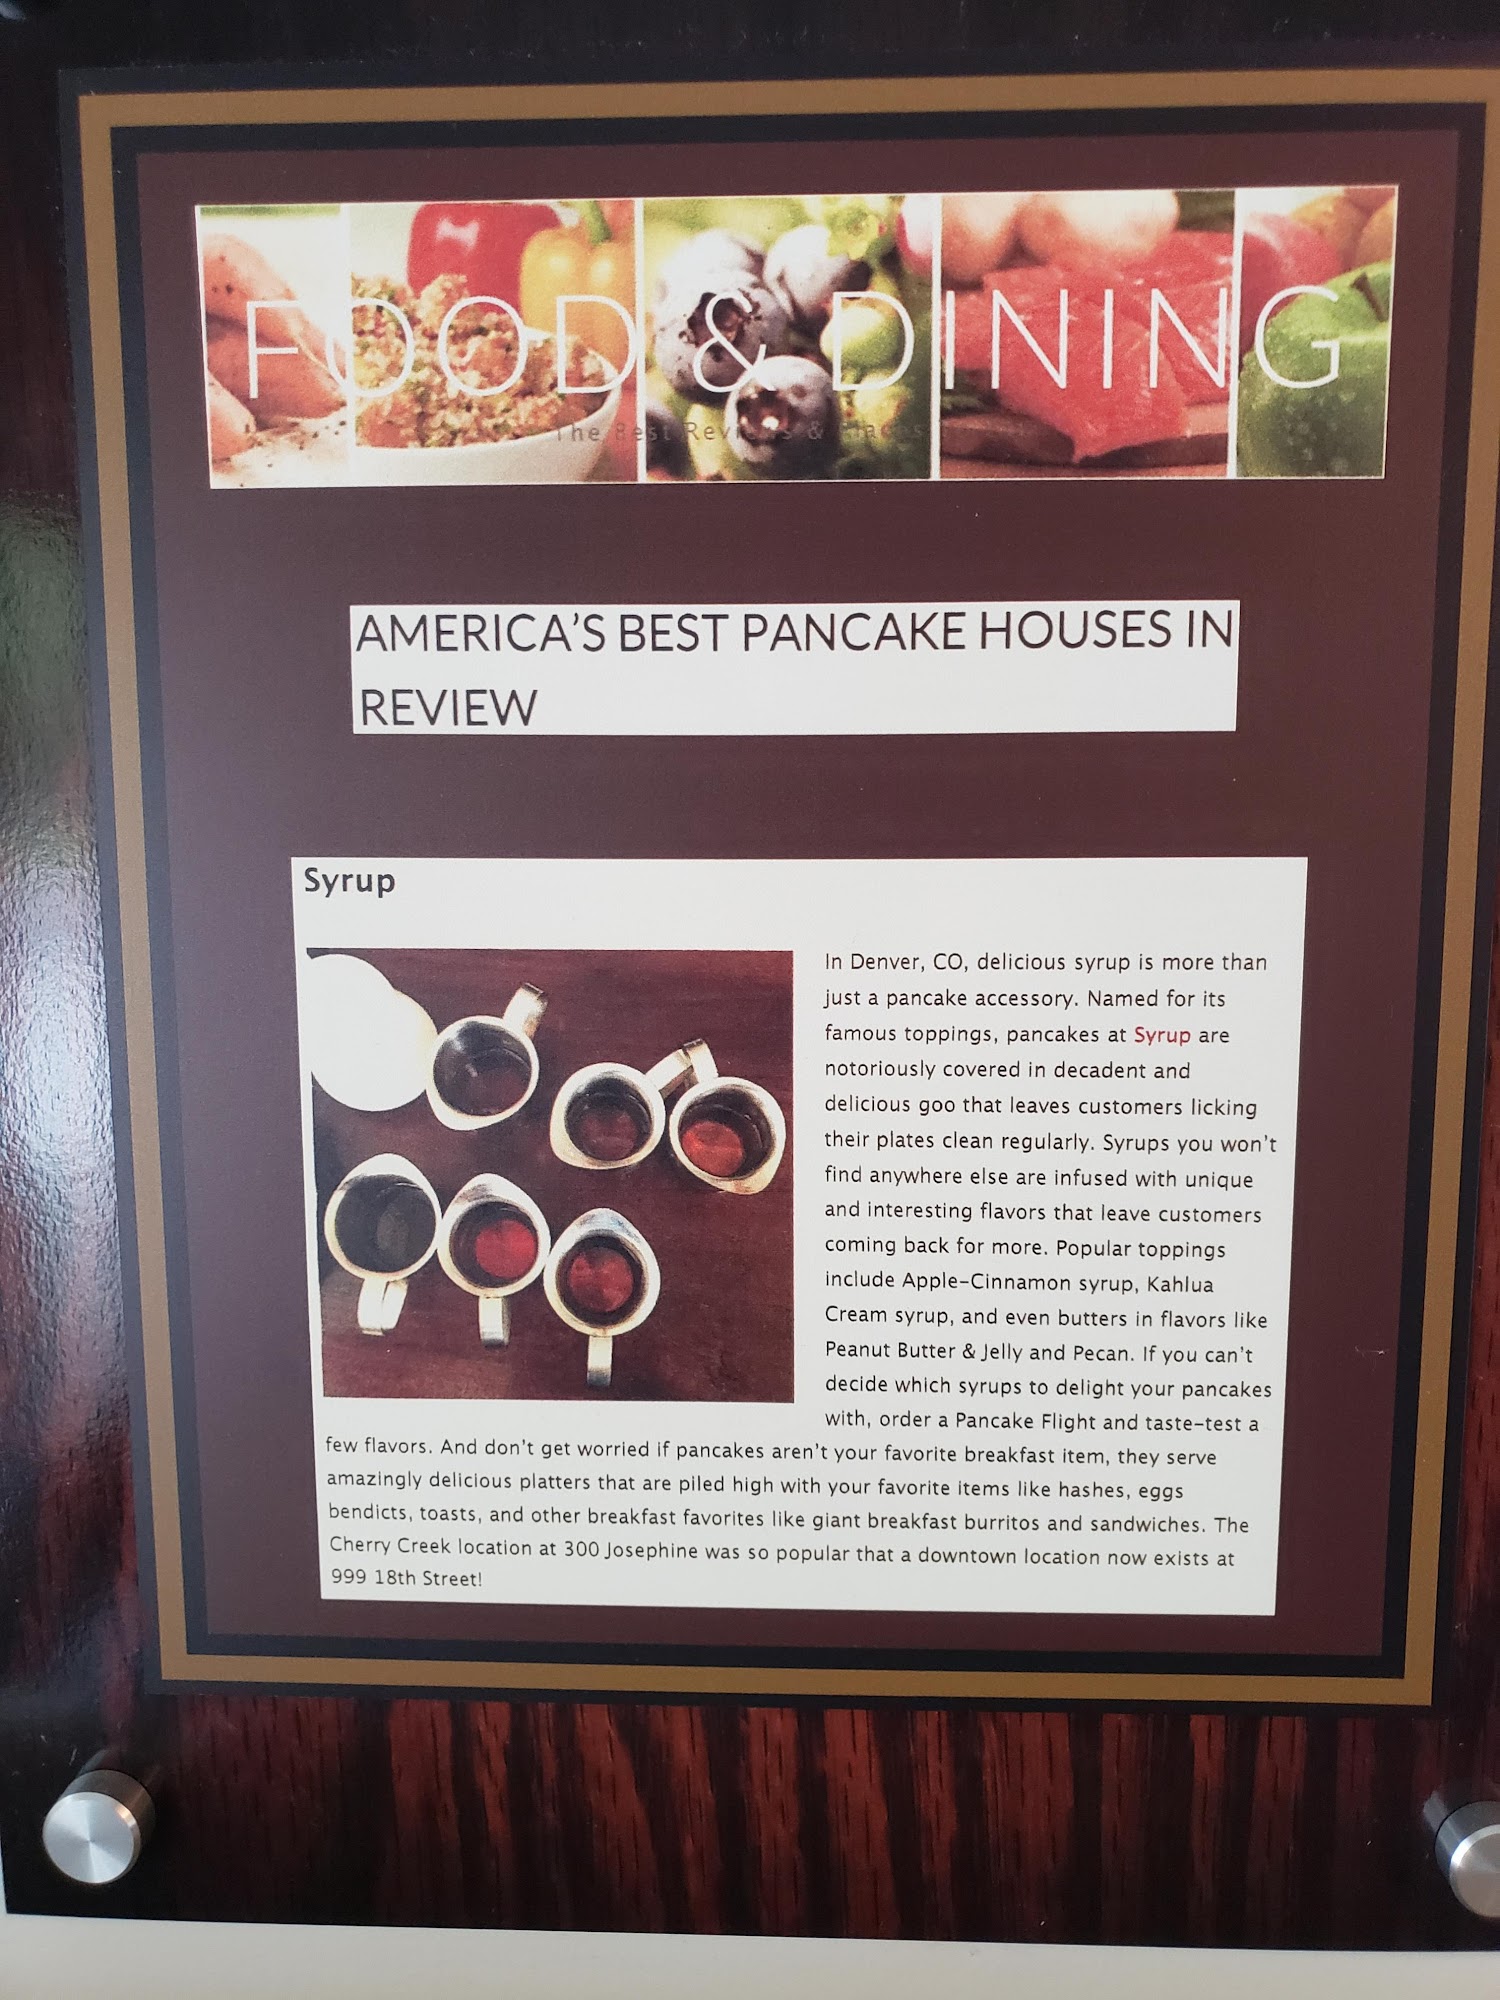 FOOD & DINING
The Best Reviews & Places
AMERICA'S BEST PANCAKE HOUSES IN
REVIEW
Syrup
In Denver, CO, delicious syrup is more than
just a pancake accessory. Named for its
famous toppings, pancakes at Syrup are
notoriously covered in decadent and
delicious goo that leaves customers licking
their plates clean regularly. Syrups you won't
find anywhere else are infused with unique
and interesting flavors that leave customers
coming back for more. Popular toppings
include Apple-Cinnamon syrup, Kahlua
Cream syrup, and even butters in flavors like
Peanut Butter & Jelly and Pecan. If you can't
decide which syrups to delight your pancakes
with, order a Pancake Flight and taste-test a
few flavors. And don't get worried if pancakes aren't your favorite breakfast item, they serve
amazingly delicious platters that are piled high with your favorite items like hashes, eggs
bendicts, toasts, and other breakfast favorites like giant breakfast burritos and sandwiches. The
Cherry Creek location at 300 Josephine was so popular that a downtown location now exists at
999 18th Street!